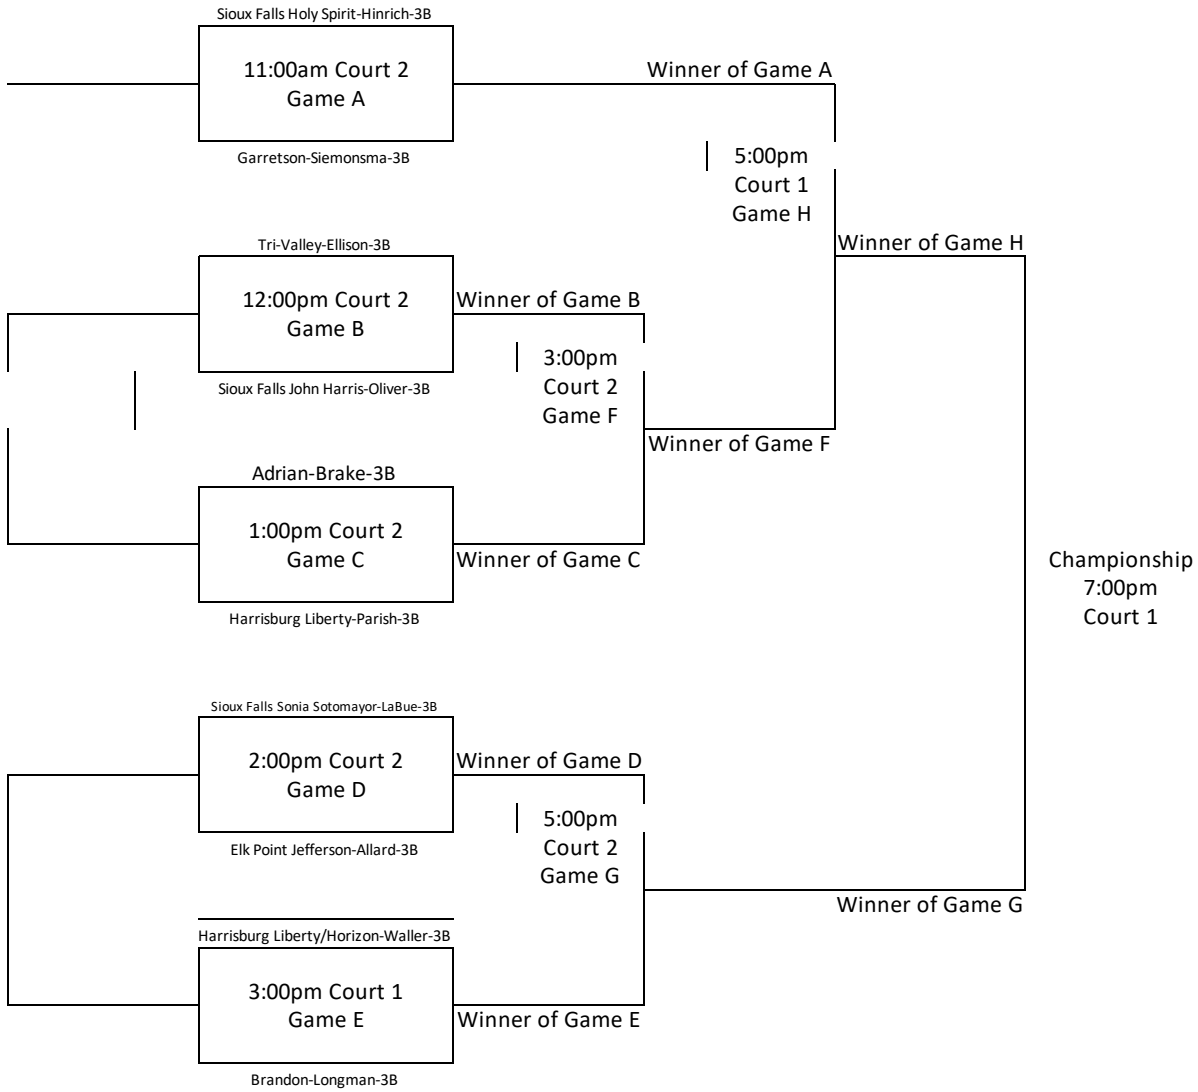 Sioux Falls Holy Spirit-Hinrich-3B
11:00am Court 2
Game A
Winner of Game A
Garretson-Siemonsma-3B
5:00pm
Court 1
Game H
Tri-Valley-Ellison-3B
Winner of Game H
12:00pm Court 2
Game B
Winner of Game B
3:00pm
Court 2
Game F
Sioux Falls John Harris-Oliver-3B
Winner of Game F
Adrian-Brake-3B
1:00pm Court 2
Game C
Winner of Game C
Championship
7:00pm
Court 1
Harrisburg Liberty-Parish-3B
Sioux Falls Sonia Sotomayor-LaBue-3B
2:00pm Court 2
Game D
Winner of Game D
5:00pm
Court 2
Game G
Elk Point Jefferson-Allard-3B
Winner of Game G
Harrisburg Liberty/Horizon-Waller-3B
3:00pm Court 1
Game E
Winner of Game E
Brandon-Longman-3B